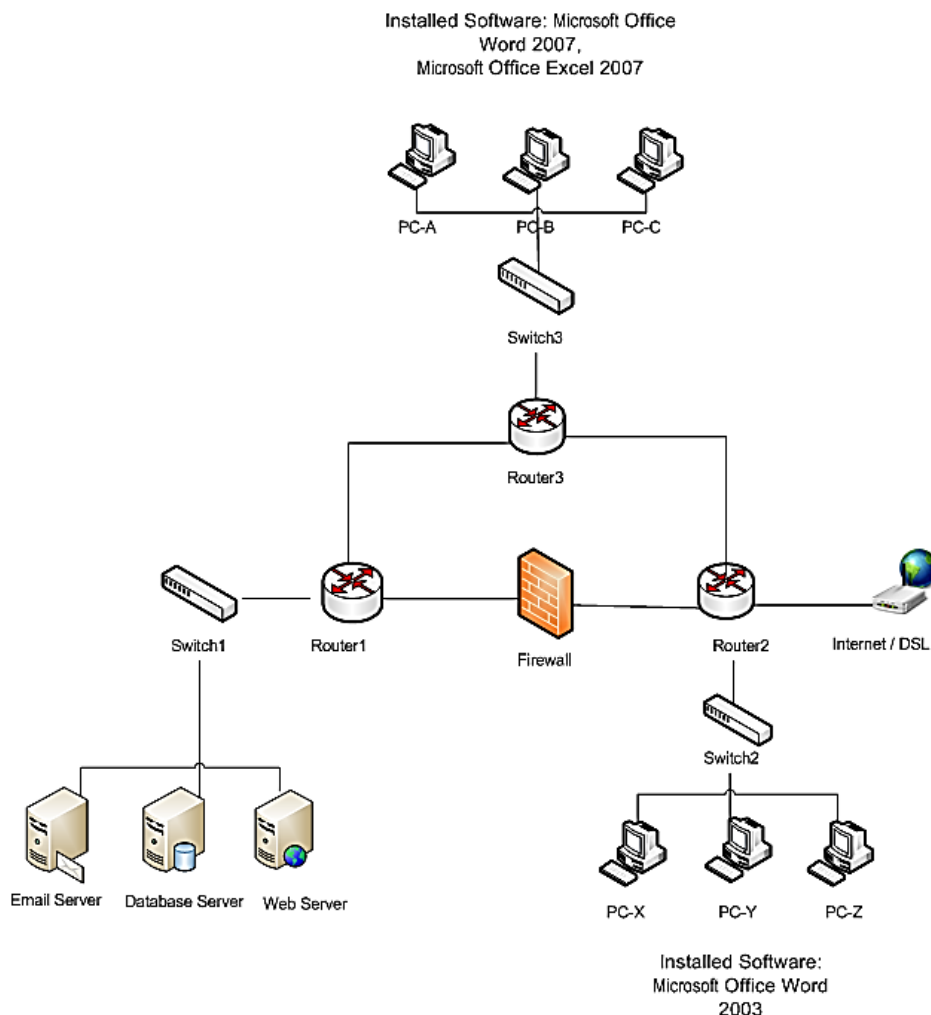 Installed Software: Microsoft Office
Word 2007,
Microsoft Office Excel 2007
PC-A
PC-B
PC-C
Switch3
Router3
Switch1
Router1
Firewall
Router2
Internet / DSL
Switch2
Email Server
Database Server
Web Server
PC-X
PC-Y
PC-Z
Installed Software:
Microsoft Office Word
2003